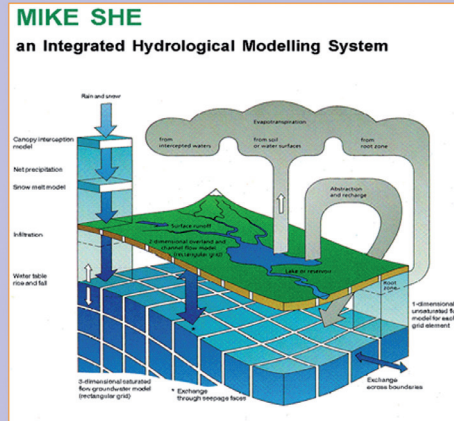 MIKE SHE
an Integrated Hydrological Modelling System
Rain and snow
Canopy interception
model
Net precipitation
Snow melt model
Infiltration
Water table
rise and fall
Evapotranspiration
from
intercepted waters
from soil
or water surfaces
from
root zone
Abstraction
and recharge
Surface runoff
2-dimensional overland and
channel flow model
(rectangular grid)
Lake or reservoir
Root
zone
1-dimensional
unsaturated
model for each
grid element
3-dimensional saturated
flow groundwater model
(rectangular grid)
* Exchange
through seepage faces
Exchange
across boundaries